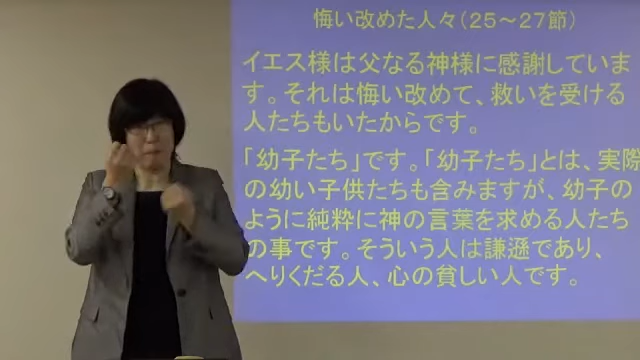 悔い改めた人々（２５～２７節）
イエス様は父なる神様に感謝していま
す。それは悔い改めて、救いを受ける
人たちもいたからです。
「幼子たち」です。「幼子たち」とは、実際
の幼い子供たちも含みますが、幼子の
ように純粋に神の言葉を求める人たち
の事です。そういう人は謙遜であり、
へりくだる人、心の貧しい人です。